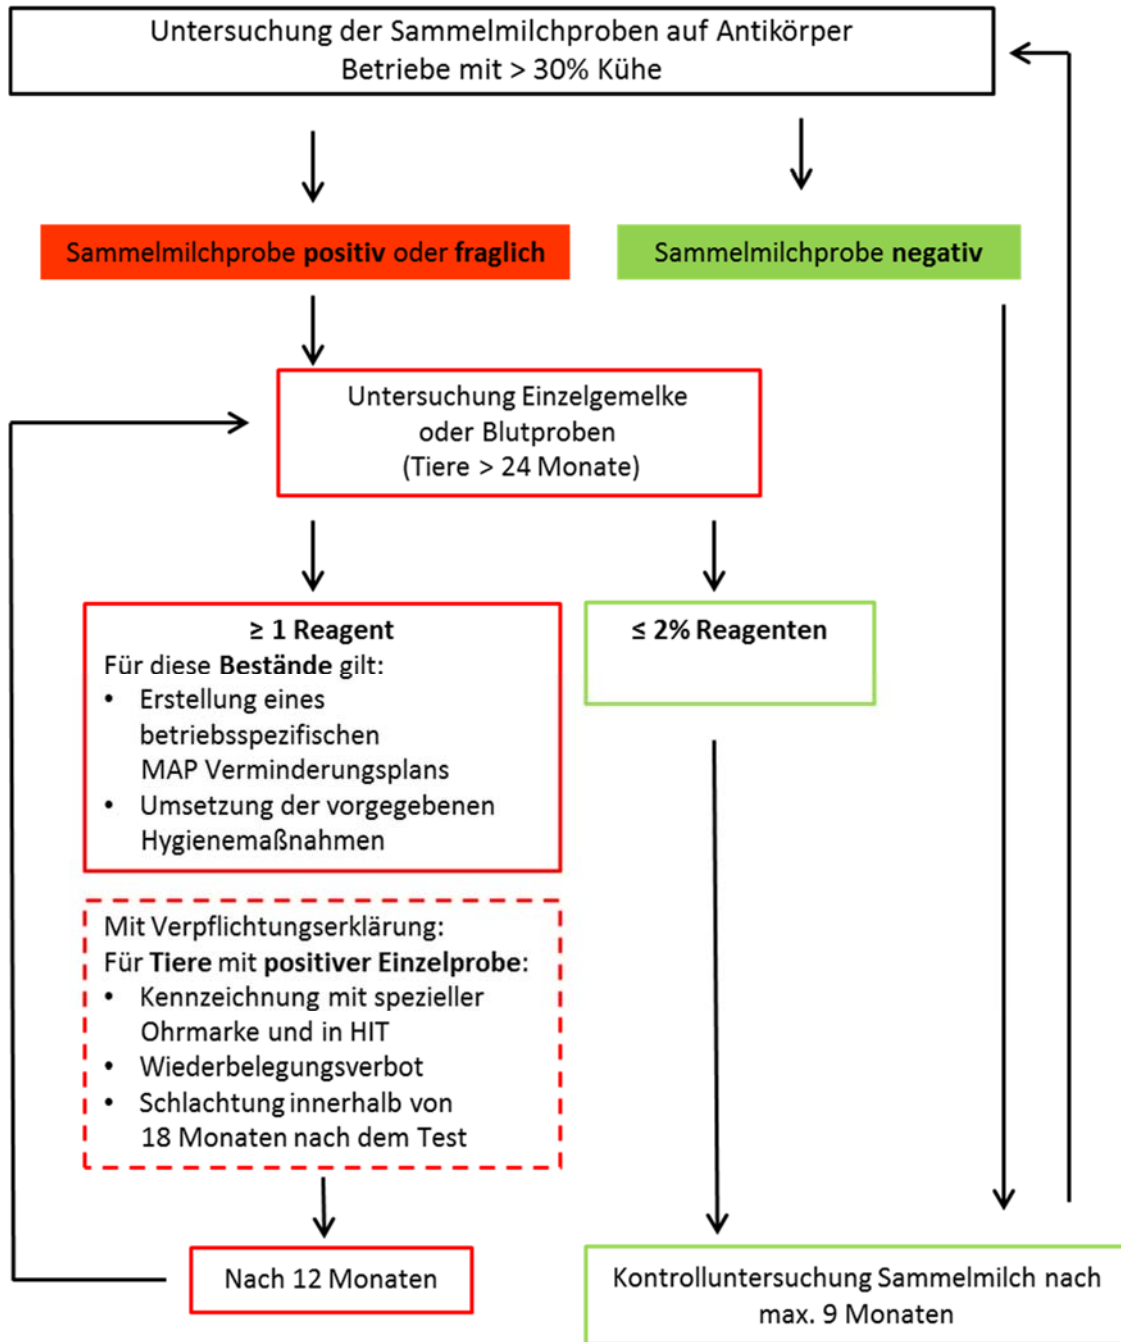 Untersuchung der Sammelmilchproben auf Antikörper
Betriebe mit > 30% Kühe
Sammelmilchprobe positiv oder fraglich
Sammelmilchprobe negativ
Untersuchung Einzelgemelke
oder Blutproben
(Tiere > 24 Monate)
≥ 1 Reagent
Für diese Bestände gilt:
• Erstellung eines
betriebsspezifischen
MAP Verminderungsplans
• Umsetzung der vorgegebenen
Hygienemaßnahmen
≤ 2% Reagenten
Mit Verpflichtungserklärung:
Für Tiere mit positiver Einzelprobe:
• Kennzeichnung mit spezieller
Ohrmarke und in HIT
• Wiederbelegungsverbot
• Schlachtung innerhalb von
18 Monaten nach dem Test
Nach 12 Monaten
Kontrolluntersuchung Sammelmilch nach
max. 9 Monaten